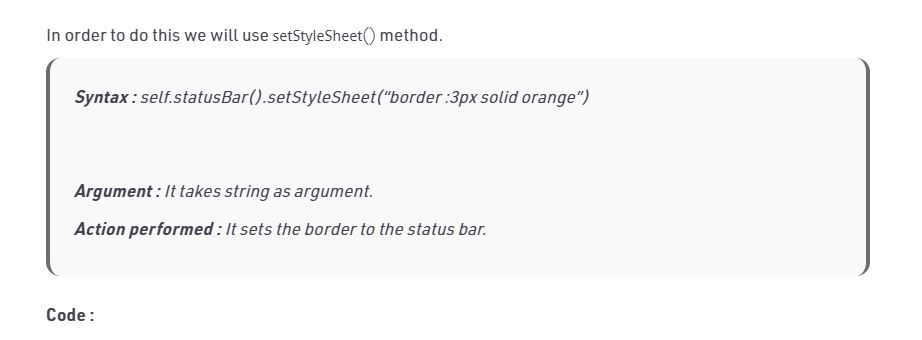 In order to do this we will use setStyleSheet() method.
Syntax : self.statusBar().setStyleSheet(“border :3px solid orange”)
Argument : It takes string as argument.
Action performed : It sets the border to the status bar.
Code :